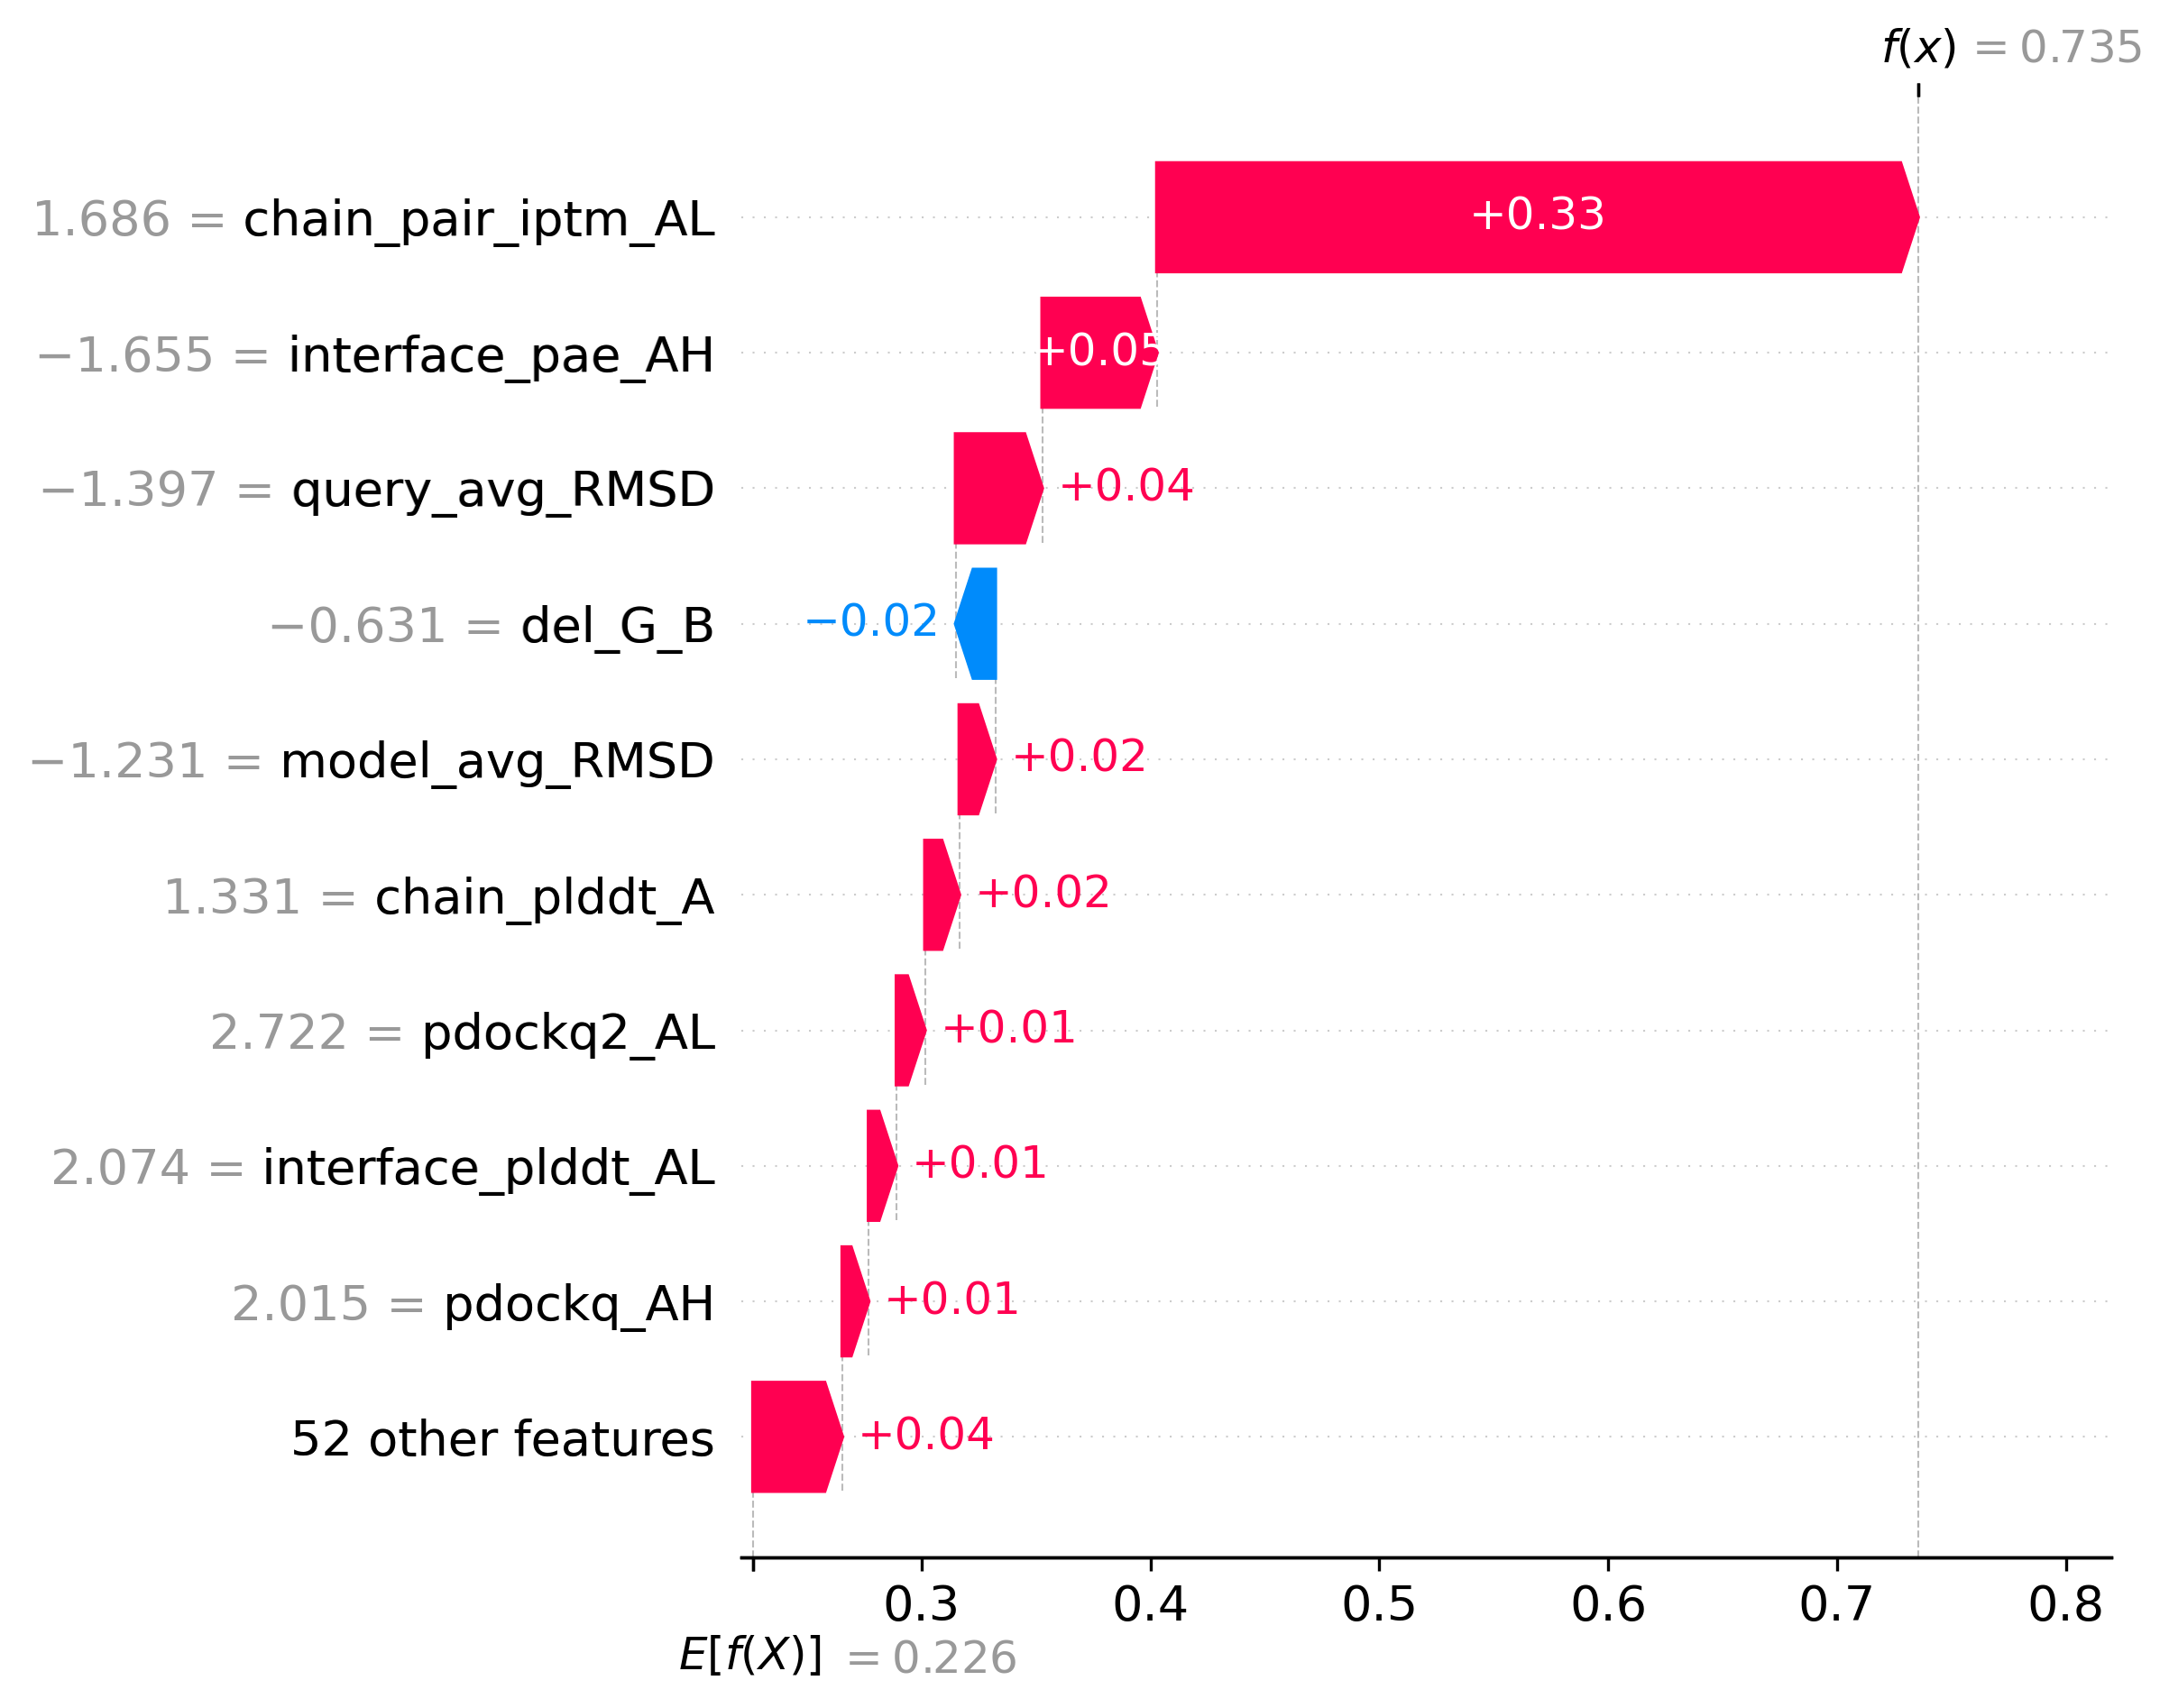 f(x) = 0.735
1.686 = chain_pair_iptm_AL +0.33
−1.655 = interface_pae_AH +0.05
−1.397 = query_avg_RMSD +0.04
−0.631 = del_G_B −0.02
−1.231 = model_avg_RMSD +0.02
1.331 = chain_plddt_A +0.02
2.722 = pdockq2_AL +0.01
2.074 = interface_plddt_AL +0.01
2.015 = pdockq_AH +0.01
52 other features +0.04
0.3 0.4 0.5 0.6 0.7 0.8
E[f(X)] = 0.226